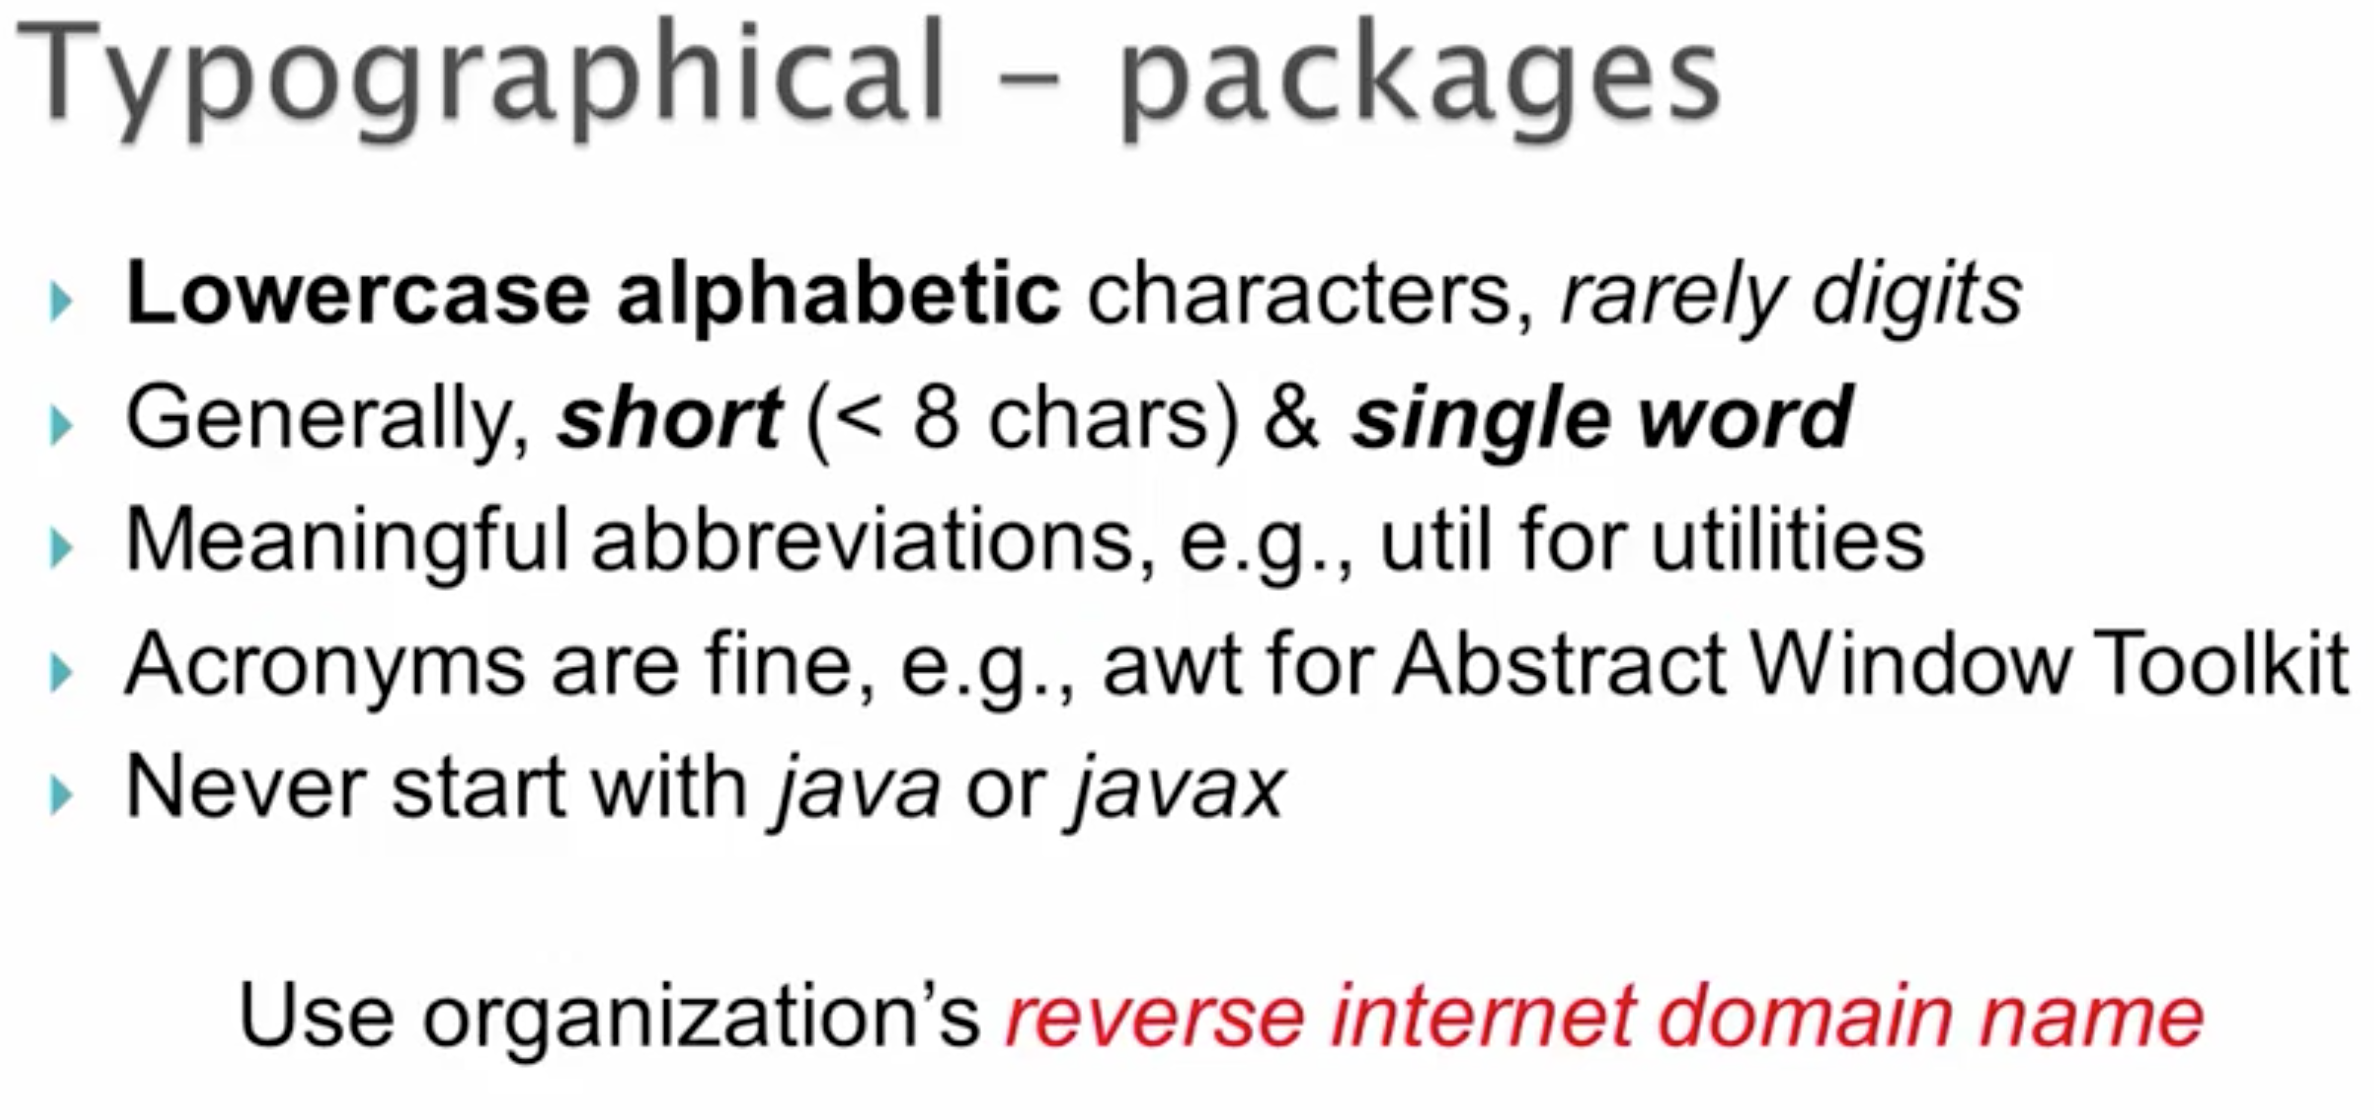 Typographical – packages
Lowercase alphabetic characters, rarely digits
Generally, short (< 8 chars) & single word
Meaningful abbreviations, e.g., util for utilities
Acronyms are fine, e.g., awt for Abstract Window Toolkit
Never start with java or javax
Use organization’s reverse internet domain name